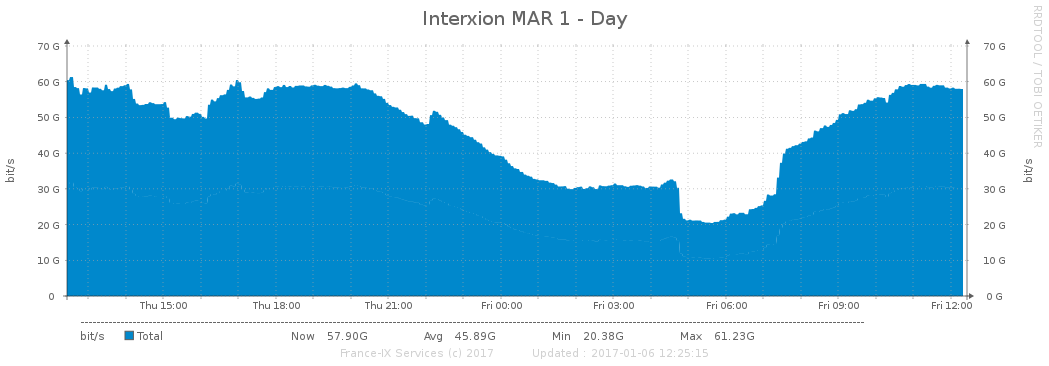 Interxion MAR 1 - Day
RRDTOOL / TOBI OETIKER
bit/s
70 G 70 G
60 G 60 G
50 G 50 G
40 G 40 G
30 G 30 G
20 G 20 G
10 G 10 G
0 0 G
bit/s
Thu 15:00 Thu 18:00 Thu 21:00 Fri 00:00 Fri 03:00 Fri 06:00 Fri 09:00 Fri 12:00
bit/s Total Now 57.90G Avg 45.89G Min 20.38G Max 61.23G
France-IX Services (c) 2017 Updated : 2017-01-06 12:25:15